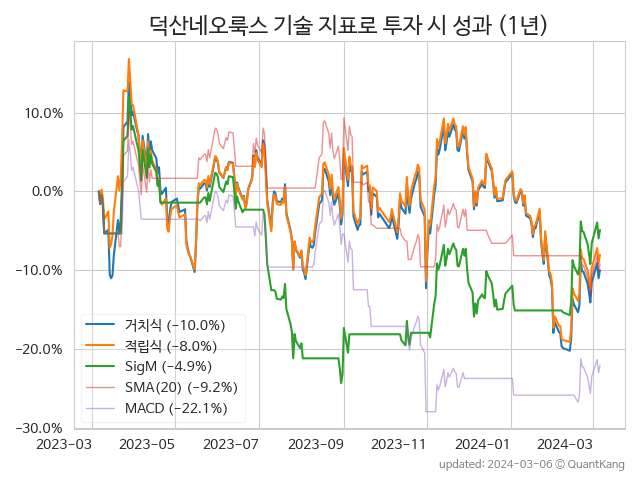 덕산네오룩스 기술 지표로 투자 시 성과 (1년)
10.0%
0.0%
−10.0%
−20.0%
−30.0%
거치식 (−10.0%)
적립식 (−8.0%)
SigM (−4.9%)
SMA(20) (−9.2%)
MACD (−22.1%)
2023−03
2023−05
2023−07
2023−09
2023−11
2024−01
2024−03
updated: 2024−03−06 ⓒ QuantKang